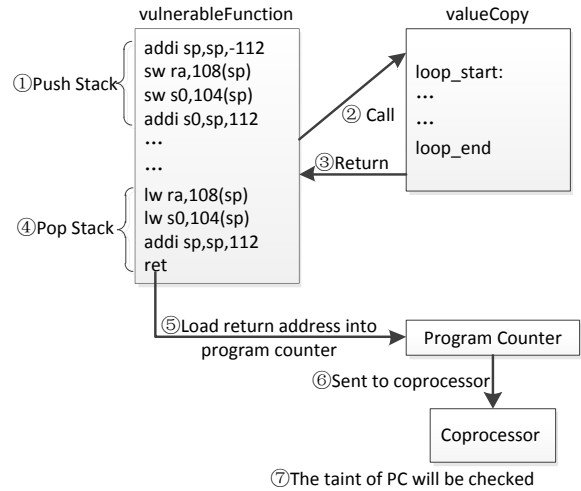 vulnerableFunction
valueCopy
addi sp,sp,-112
sw ra,108(sp)
sw s0,104(sp)
addi s0,sp,112
...
...
lw ra,108(sp)
lw s0,104(sp)
addi sp,sp,112
ret
①Push Stack
④Pop Stack
loop_start:
...
...
loop_end
② Call
③Return
⑤Load return address into
program counter
Program Counter
⑥Sent to coprocessor
Coprocessor
⑦The taint of PC will be checked